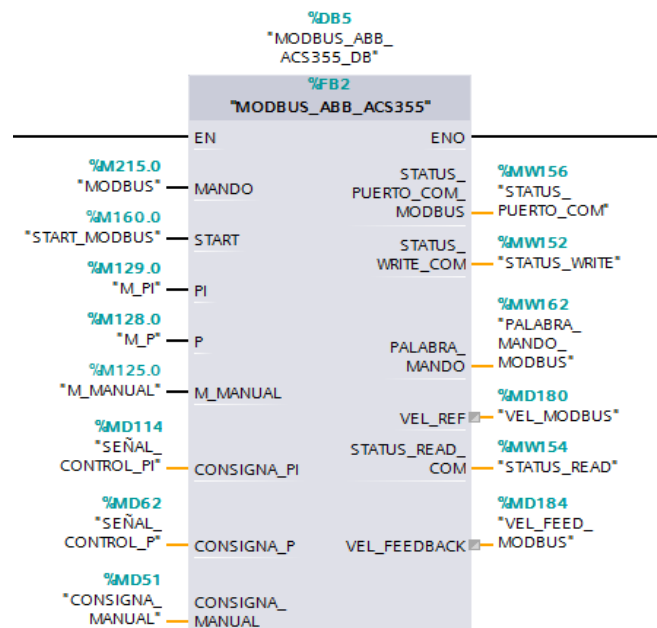 %DB5
"MODBUS_ABB_
ACS355_DB"
%FB2
"MODBUS_ABB_ACS355"
EN
ENO
%M215.0
"MODBUS"
MANDO
%M160.0
"START_MODBUS"
START
%M129.0
"M_PI"
PI
%M128.0
"M_P"
P
%M125.0
"M_MANUAL"
M_MANUAL
%MD114
"SEÑAL_
CONTROL_PI"
CONSIGNA_PI
%MD62
"SEÑAL_
CONTROL_P"
CONSIGNA_P
%MD51
"CONSIGNA_
MANUAL"
CONSIGNA_
MANUAL
STATUS_
PUERTO_COM_
MODBUS
%MW156
"STATUS_
PUERTO_COM"
STATUS_
WRITE_COM
%MW152
"STATUS_WRITE"
PALABRA_
MANDO
%MW162
"PALABRA_
MANDO_
MODBUS"
VEL_REF
%MD180
"VEL_MODBUS"
STATUS_READ_
COM
%MW154
"STATUS_READ"
VEL_FEEDBACK
%MD184
"VEL_FEED_
MODBUS"